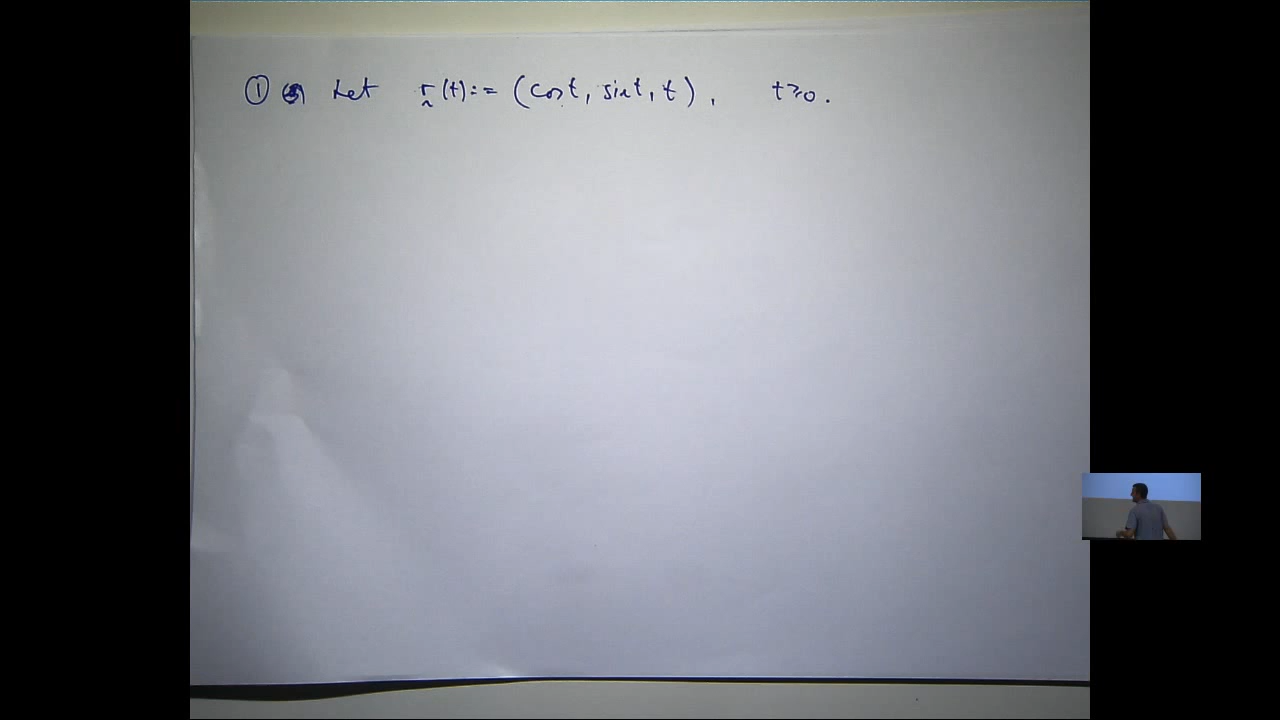 ① Let r(t):= (cos t, sin t, t), t≥0.